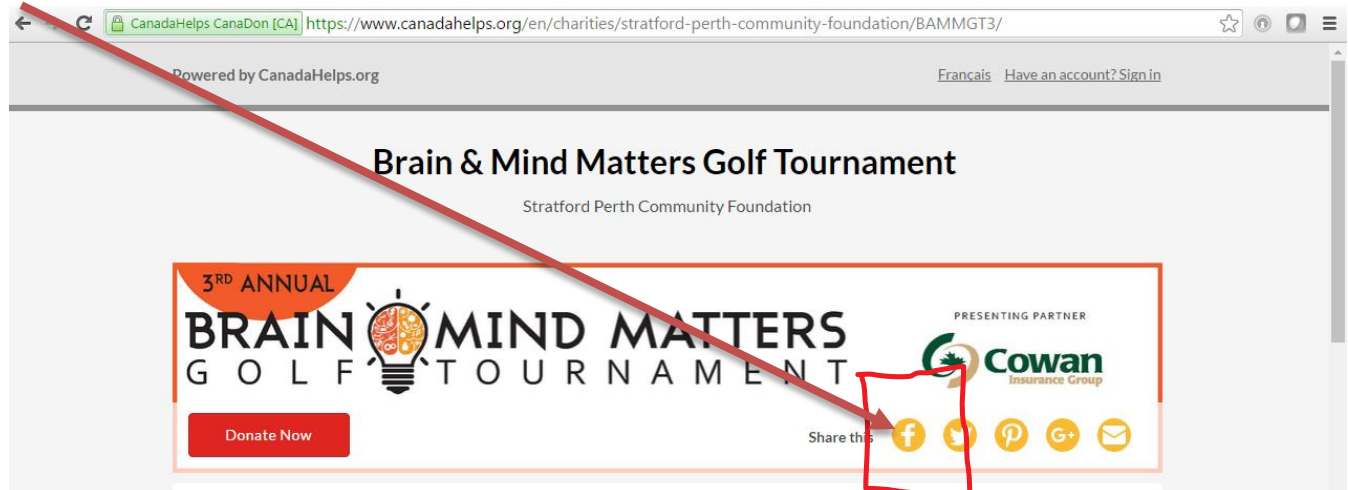 CanadaHelps CanaDon [CA] https://www.canadahelps.org/en/charities/stratford-perth-community-foundation/BAMMGT3/
Powered by CanadaHelps.org
Francais Have an account? Sign in
Brain & Mind Matters Golf Tournament
Stratford Perth Community Foundation
3RD ANNUAL
BRAIN MIND MATTERS
GOLF TOURNAMENT
PRESENTING PARTNER
Cowan
Insurance Group
Donate Now
Share this